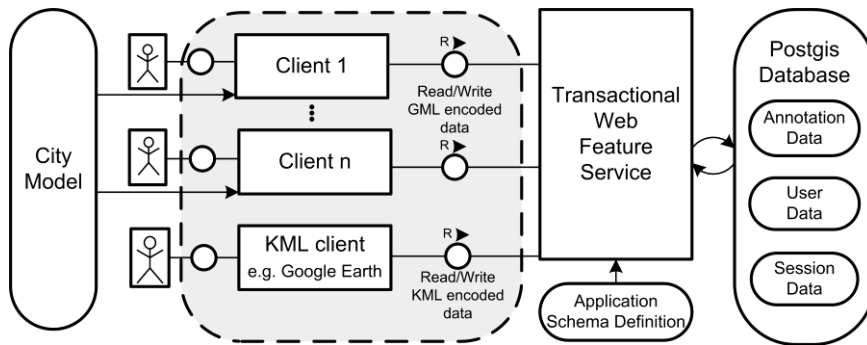 City
Model
Client 1
R
Read/Write
GML encoded
data
Client n
R
KML client
e.g. Google Earth
R
Read/Write
KML encoded
data
Transactional
Web
Feature
Service
Application
Schema Definition
Postgis
Database
Annotation
Data
User
Data
Session
Data